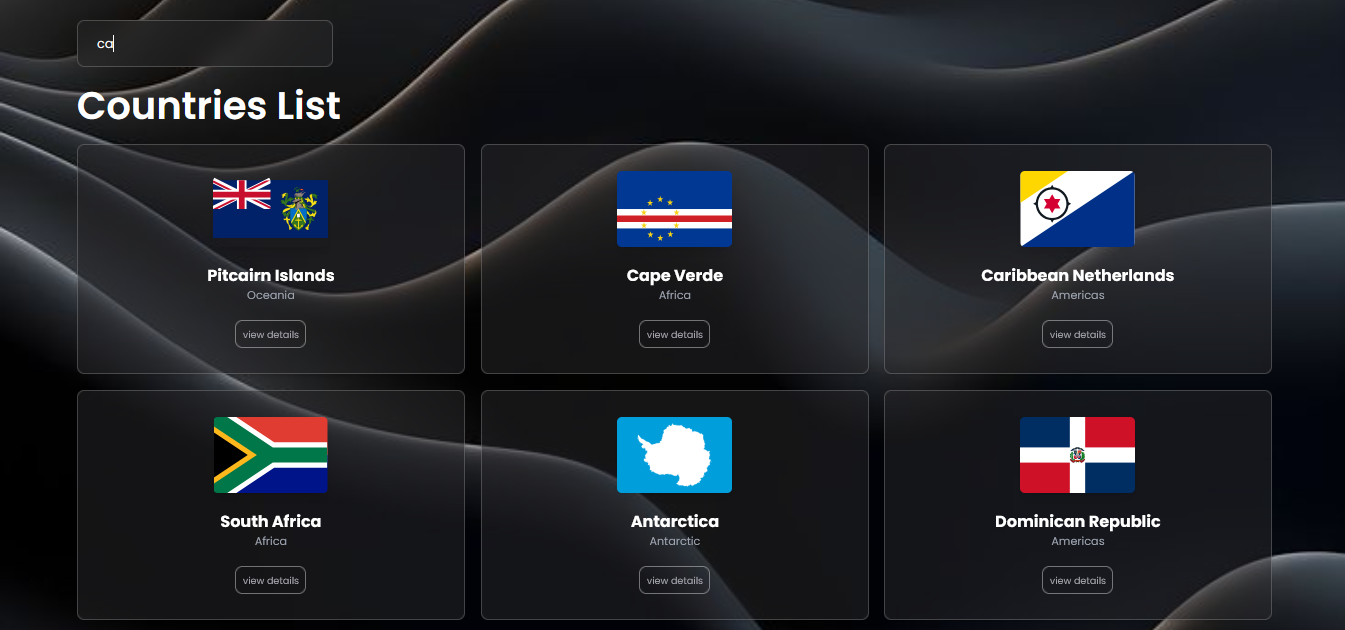 ca
Countries List
Pitcairn Islands
Oceania
view details
Cape Verde
Africa
view details
Caribbean Netherlands
Americas
view details
South Africa
Africa
view details
Antarctica
Antarctic
view details
Dominican Republic
Americas
view details